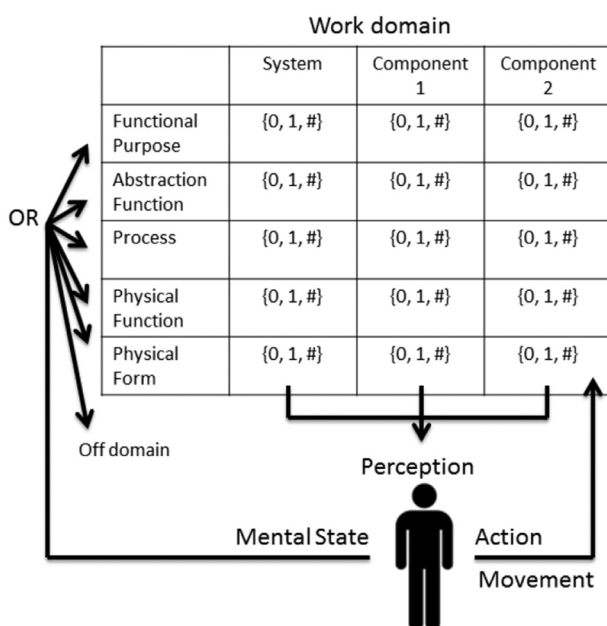 Work domain
System Component Component
1 2
Functional {0, 1, #} {0, 1, #} {0, 1, #}
Purpose
Abstraction {0, 1, #} {0, 1, #} {0, 1, #}
Function
OR
Process {0, 1, #} {0, 1, #} {0, 1, #}
Physical {0, 1, #} {0, 1, #} {0, 1, #}
Function
Physical {0, 1, #} {0, 1, #} {0, 1, #}
Form
Off domain
Perception
Mental State Action
Movement